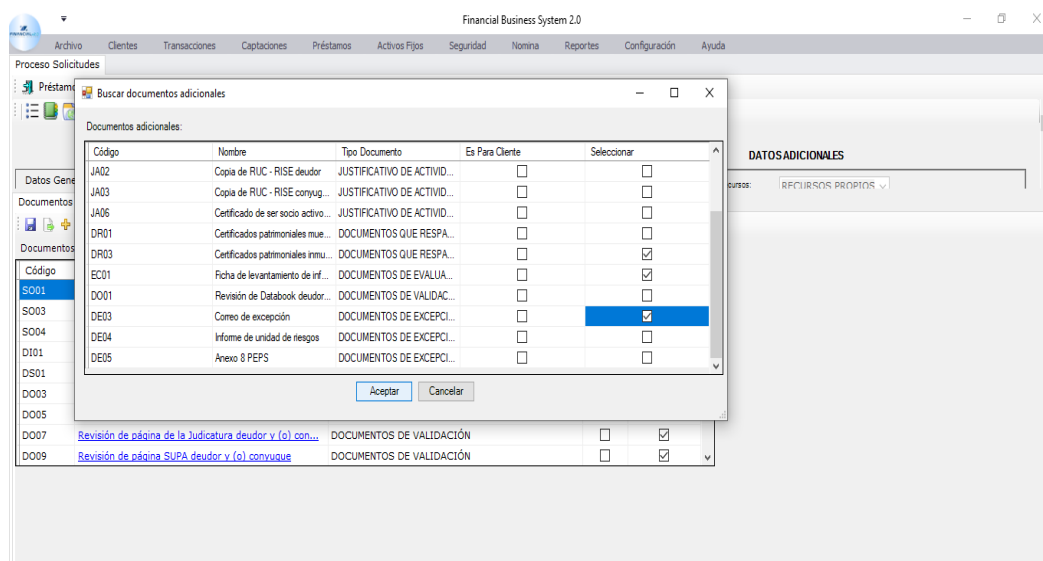 Financial Business System 2.0
FINANCIAL
Archivo Clientes Transacciones Captaciones Préstamos Activos Fijos Seguridad Nomina Reportes Configuración Ayuda
Proceso Solicitudes
Préstamo
Buscar documentos adicionales
Documentos adicionales:
Código Nombre Tipo Documento Es Para Cliente Seleccionar
JA02 Copia de RUC - RISE deudor JUSTIFICATIVO DE ACTIVID...
JA03 Copia de RUC - RISE conyug... JUSTIFICATIVO DE ACTIVID...
JA06 Certificado de ser socio activo... JUSTIFICATIVO DE ACTIVID...
DR01 Certificados patrimoniales mue... DOCUMENTOS QUE RESPA...
DR03 Certificados patrimoniales inmu... DOCUMENTOS QUE RESPA...
EC01 Ficha de levantamiento de inf... DOCUMENTOS DE EVALUA...
DO01 Revisión de Databook deudor... DOCUMENTOS DE VALIDAC...
DE03 Correo de excepción DOCUMENTOS DE EXCEPCI...
DE04 Informe de unidad de riesgos DOCUMENTOS DE EXCEPCI...
DE05 Anexo 8 PEPS DOCUMENTOS DE EXCEPCI...
Aceptar Cancelar
DATOS ADICIONALES
cursos: RECURSOS PROPIOS
Datos Gene
Documentos
Documentos
Código
SO01
SO03
SO04
DI01
DS01
DO03
DO05
DO07 Revisión de página de la Judicatura deudor y (o) con... DOCUMENTOS DE VALIDACIÓN
DO09 Revisión de página SUPA deudor y (o) conyugue DOCUMENTOS DE VALIDACIÓN